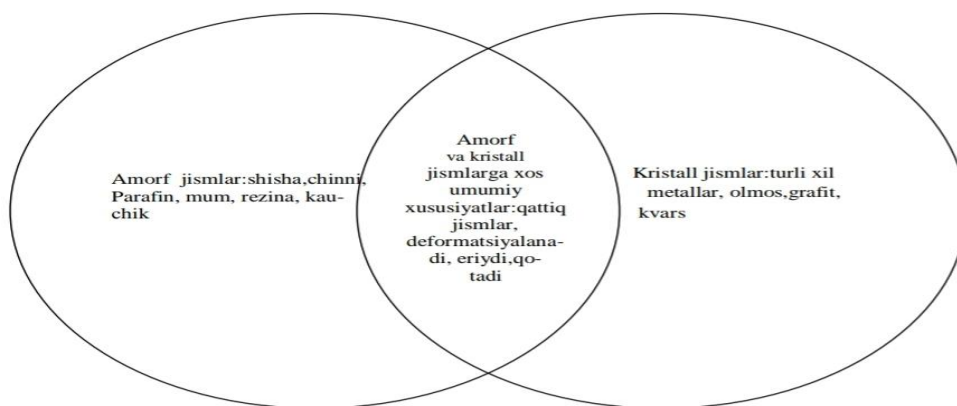 Amorf jismlar:shisha,chinni,
Parafin, mum, rezina, kau-
chik
Amorf
va kristall
jismlarga xos
umumiy
xususiyatlar:qattiq
jismlar,
deformatsiyalana-
di, eriydi,qo-
tadi
Kristall jismlar:turli xil
metallar, olmos,grafit,
kvars